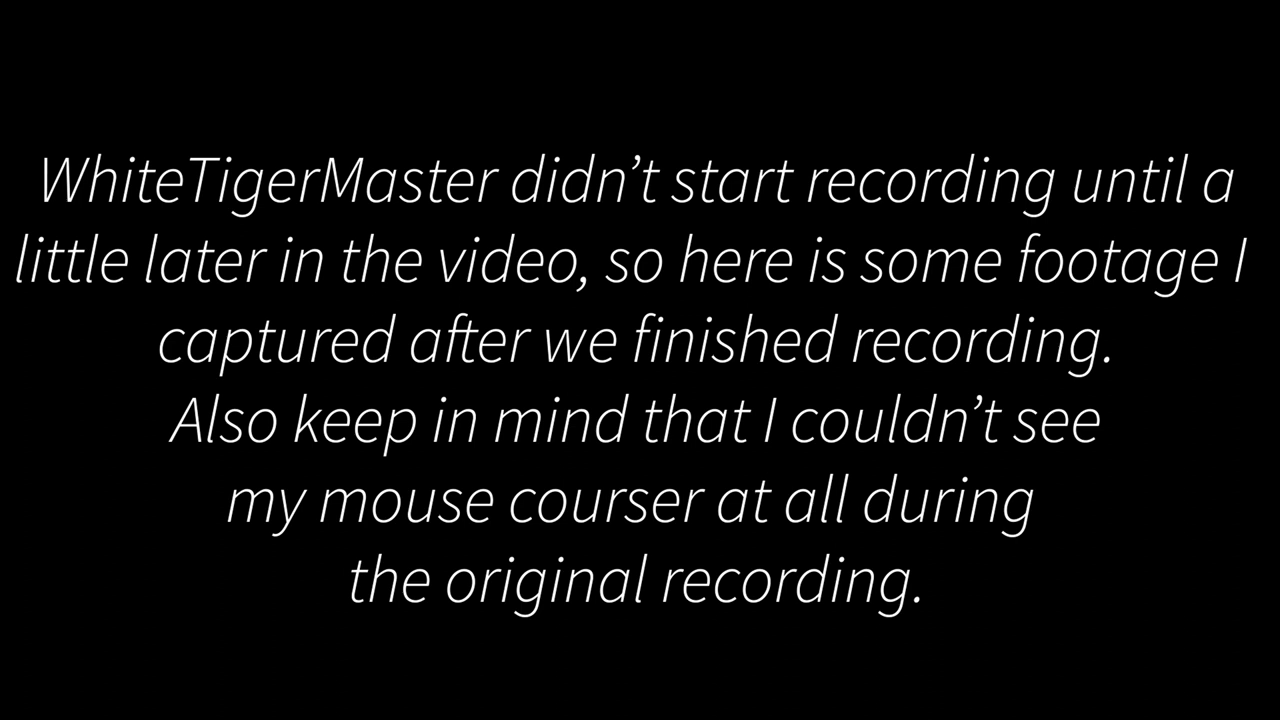 WhiteTigerMaster didn’t start recording until a
little later in the video, so here is some footage I
captured after we finished recording.
Also keep in mind that I couldn’t see
my mouse courser at all during
the original recording.